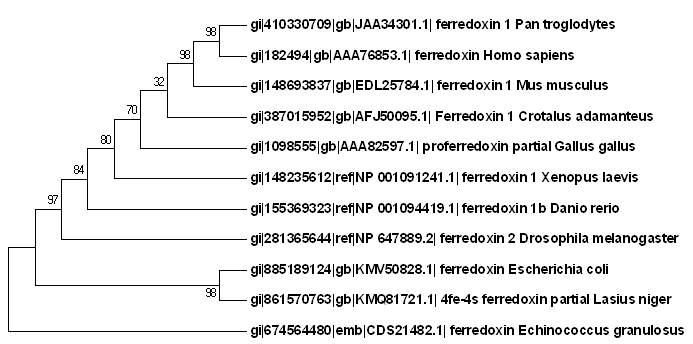 98
gi|410330709|gb|JAA34301.1| ferredoxin 1 Pan troglodytes
98
gi|182494|gb|AAA76853.1| ferredoxin Homo sapiens
32
gi|148693837|gb|EDL25784.1| ferredoxin 1 Mus musculus
70
gi|387015952|gb|AFJ50095.1| Ferredoxin 1 Crotalus adamanteus
80
gi|1098555|gb|AAA82597.1| proferredoxin partial Gallus gallus
84
gi|148235612|ref|NP 001091241.1| ferredoxin 1 Xenopus laevis
97
gi|155369323|ref|NP 001094419.1| ferredoxin 1b Danio rerio
gi|281365644|ref|NP 647889.2| ferredoxin 2 Drosophila melanogaster
gi|885189124|gb|KMV50828.1| ferredoxin Escherichia coli
98
gi|861570763|gb|KMQ81721.1| 4fe-4s ferredoxin partial Lasius niger
gi|674564480|emb|CDS21482.1| ferredoxin Echinococcus granulosus